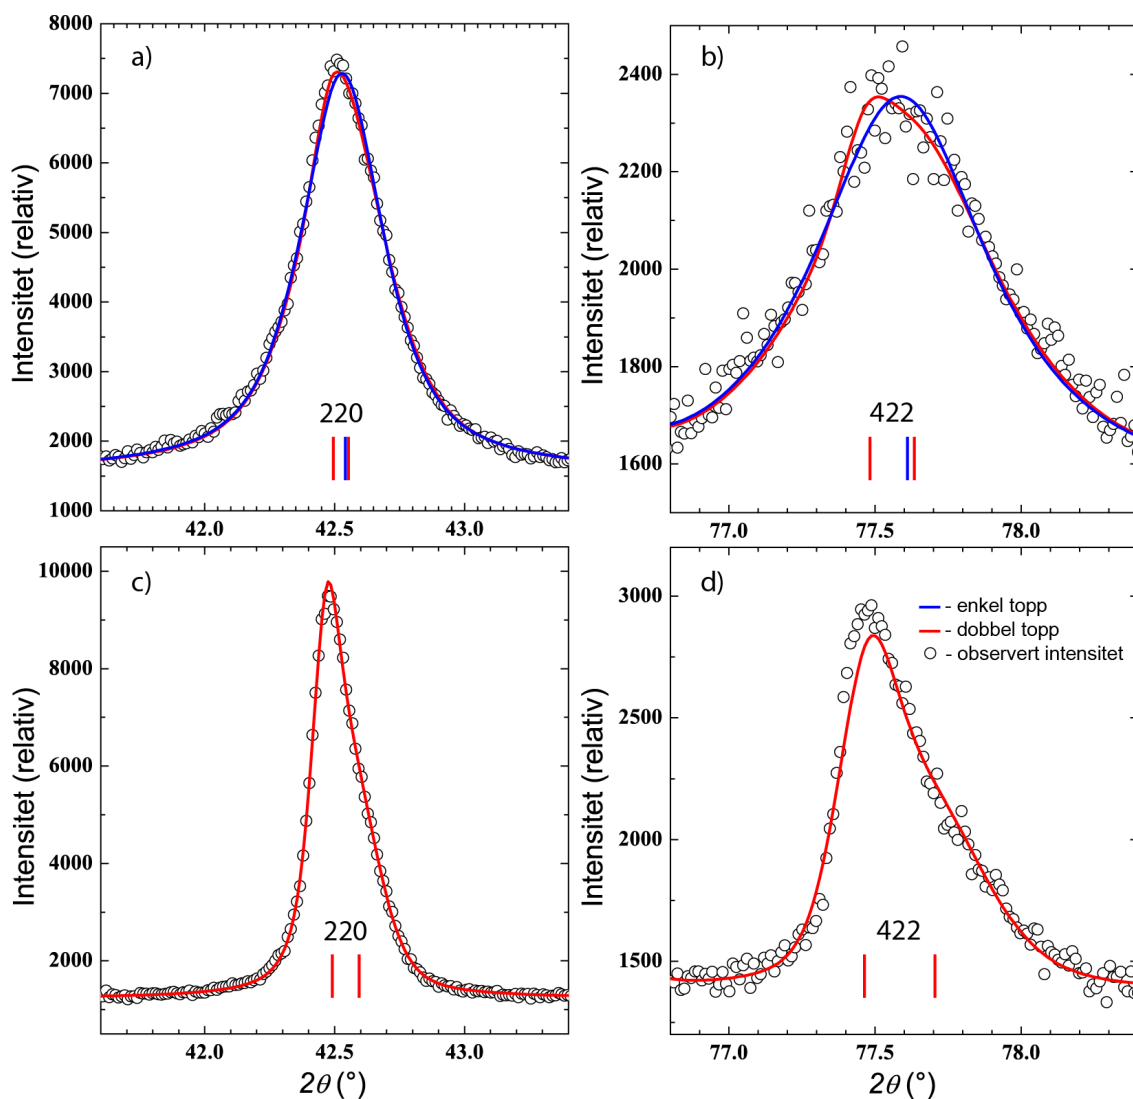 a)
Intensitet (relativ)
8000
7000
6000
5000
4000
3000
2000
1000
220
42.0
42.5
43.0
b)
Intensitet (relativ)
2400
2200
2000
1800
1600
422
77.0
77.5
78.0
c)
Intensitet (relativ)
10000
8000
6000
4000
2000
220
42.0
42.5
43.0
2θ (°)
d)
Intensitet (relativ)
3000
2500
2000
1500
- enkel topp
- dobbel topp
- observert intensitet
422
77.0
77.5
78.0
2θ (°)